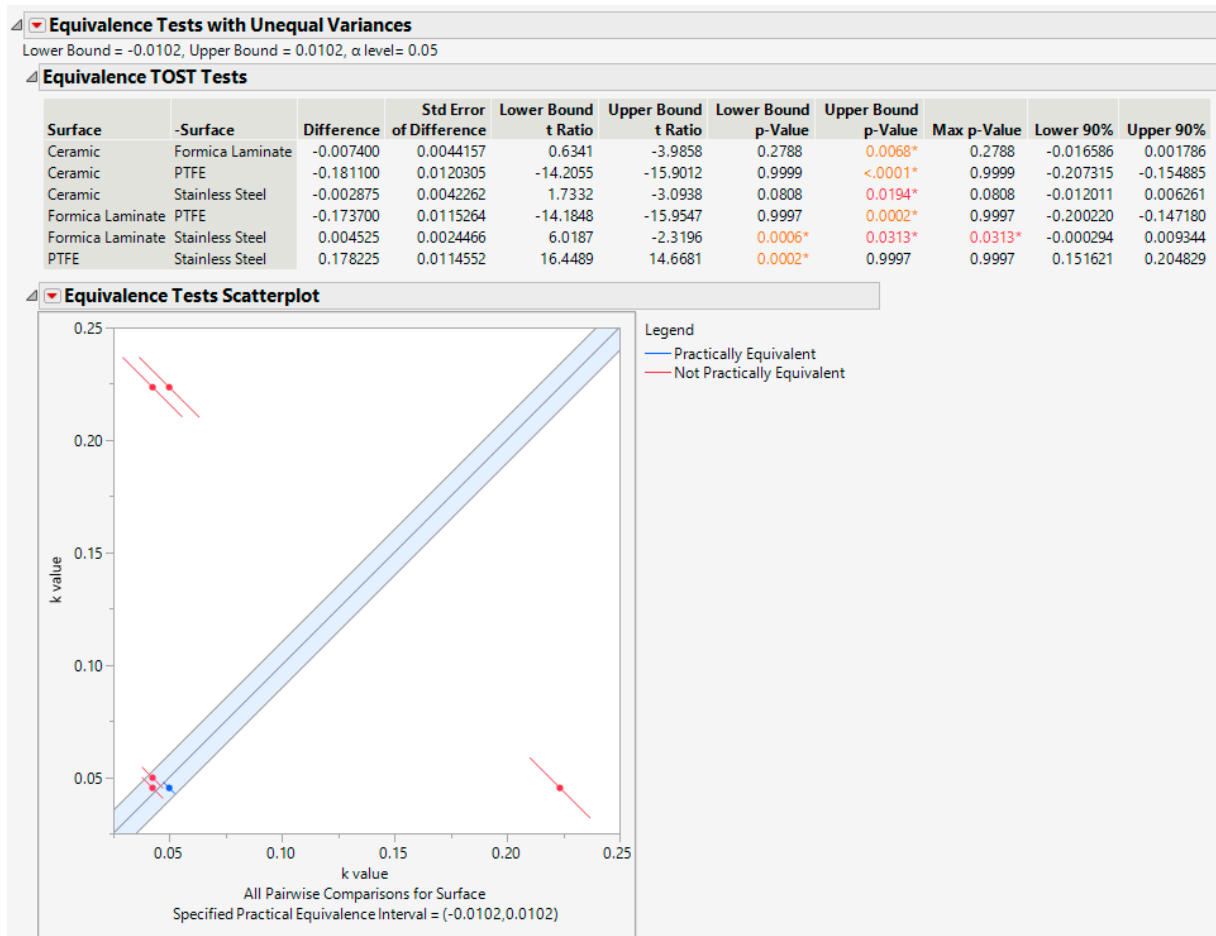 Equivalence Tests with Unequal Variances
Lower Bound = -0.0102, Upper Bound = 0.0102, α level= 0.05
Equivalence TOST Tests
Std Error Lower Bound Upper Bound Lower Bound Upper Bound
Surface -Surface Difference of Difference t Ratio t Ratio p-Value p-Value Max p-Value Lower 90% Upper 90%
Ceramic Formica Laminate -0.007400 0.0044157 0.6341 -3.9858 0.2788 0.0068* 0.2788 -0.016586 0.001786
Ceramic PTFE -0.181100 0.0120305 -14.2055 -15.9012 0.9999 <.0001* 0.9999 -0.207315 -0.154885
Ceramic Stainless Steel -0.002875 0.0042262 1.7332 -3.0938 0.0808 0.0194* 0.0808 -0.012011 0.006261
Formica Laminate PTFE -0.173700 0.0115264 -14.1848 -15.9547 0.9997 0.0002* 0.9997 -0.200220 -0.147180
Formica Laminate Stainless Steel 0.004525 0.0024466 6.0187 -2.3196 0.0006* 0.0313* 0.0313* -0.000294 0.009344
PTFE Stainless Steel 0.178225 0.0114552 16.4489 14.6681 0.0002* 0.9997 0.9997 0.151621 0.204829
Equivalence Tests Scatterplot
0.25
0.20
0.15
0.10
0.05
k value
0.05 0.10 0.15 0.20 0.25
k value
All Pairwise Comparisons for Surface
Specified Practical Equivalence Interval = (-0.0102,0.0102)
Legend
Practically Equivalent
Not Practically Equivalent